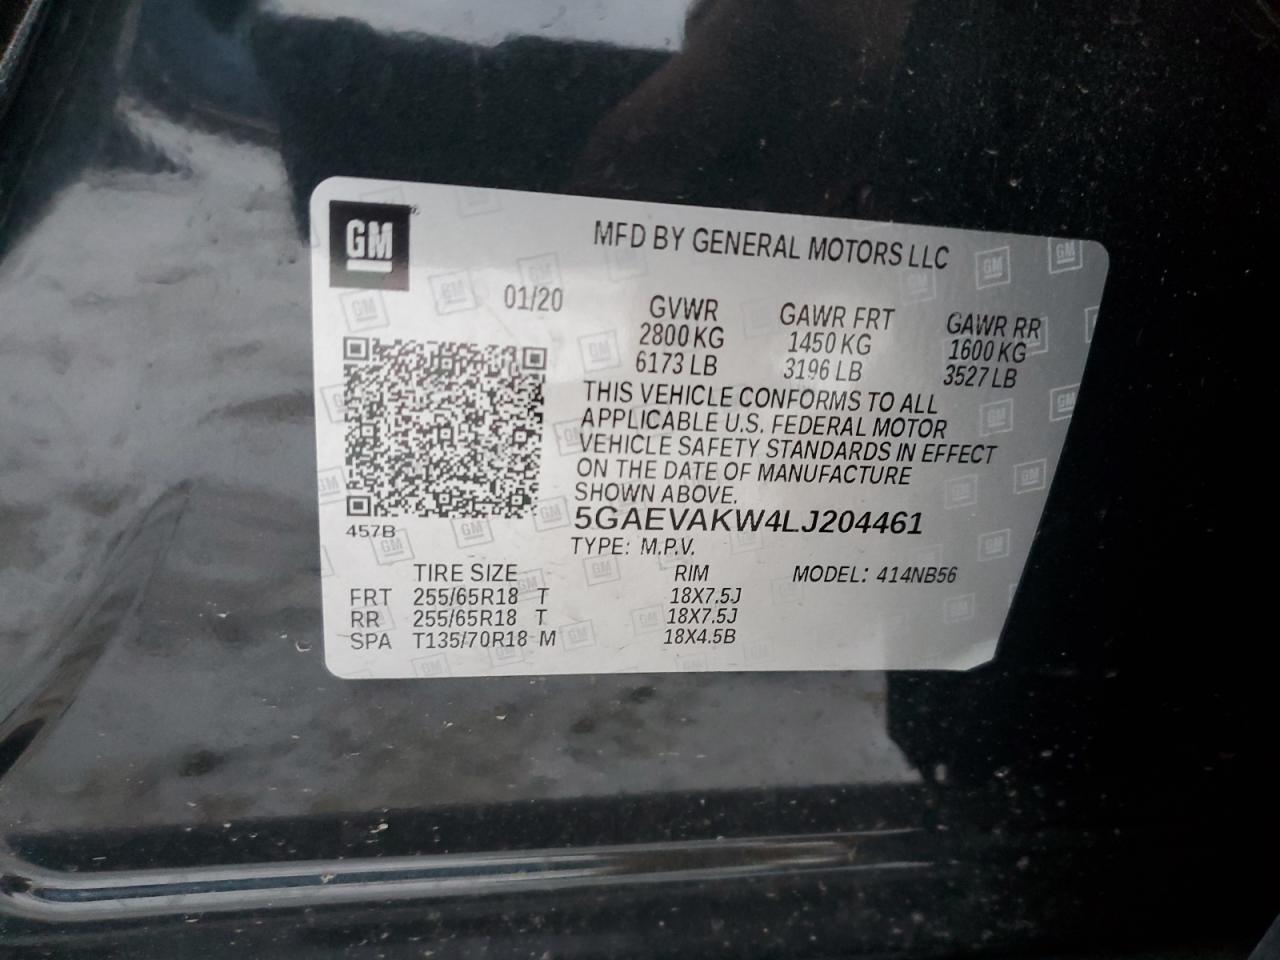 GM
MFD BY GENERAL MOTORS LLC
01/20
GVWR GAWR FRT GAWR RR
2800 KG 1450 KG 1600 KG
6173 LB 3196 LB 3527 LB
THIS VEHICLE CONFORMS TO ALL
APPLICABLE U.S. FEDERAL MOTOR
VEHICLE SAFETY STANDARDS IN EFFECT
ON THE DATE OF MANUFACTURE
SHOWN ABOVE.
457B
5GAEVAKW4LJ204461
TYPE: M.P.V.
TIRE SIZE RIM MODEL: 414NB56
FRT 255/65R18 T 18X7.5J
RR 255/65R18 T 18X7.5J
SPA T135/70R18 M 18X4.5B